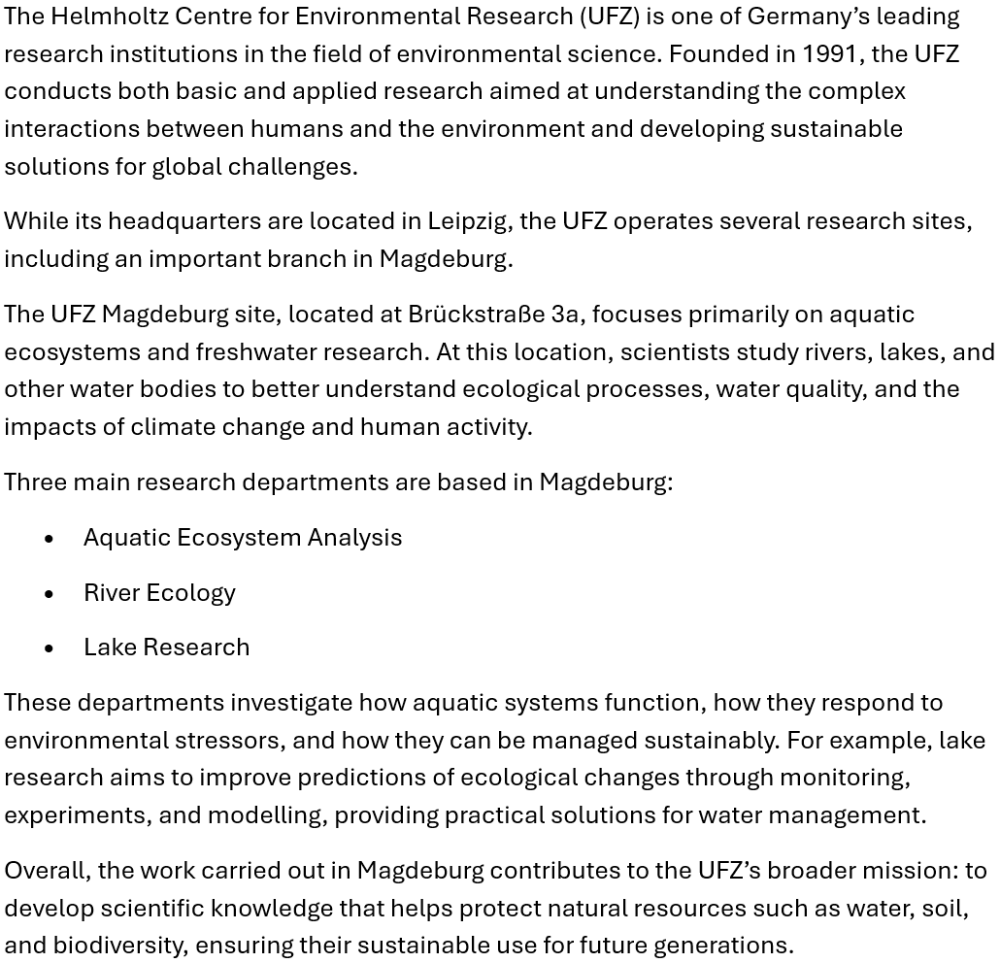 The Helmholtz Centre for Environmental Research (UFZ) is one of Germany’s leading
research institutions in the field of environmental science. Founded in 1991, the UFZ
conducts both basic and applied research aimed at understanding the complex
interactions between humans and the environment and developing sustainable
solutions for global challenges.
While its headquarters are located in Leipzig, the UFZ operates several research sites,
including an important branch in Magdeburg.
The UFZ Magdeburg site, located at Brückstraße 3a, focuses primarily on aquatic
ecosystems and freshwater research. At this location, scientists study rivers, lakes, and
other water bodies to better understand ecological processes, water quality, and the
impacts of climate change and human activity.
Three main research departments are based in Magdeburg:
• Aquatic Ecosystem Analysis
• River Ecology
• Lake Research
These departments investigate how aquatic systems function, how they respond to
environmental stressors, and how they can be managed sustainably. For example, lake
research aims to improve predictions of ecological changes through monitoring,
experiments, and modelling, providing practical solutions for water management.
Overall, the work carried out in Magdeburg contributes to the UFZ’s broader mission: to
develop scientific knowledge that helps protect natural resources such as water, soil,
and biodiversity, ensuring their sustainable use for future generations.